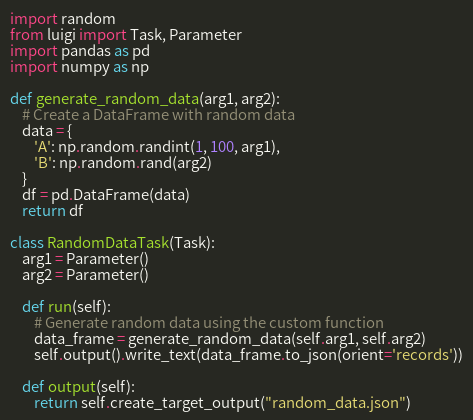 import random
from luigi import Task, Parameter
import pandas as pd
import numpy as np

def generate_random_data(arg1, arg2):
    # Create a DataFrame with random data
    data = {
        'A': np.random.randint(1, 100, arg1),
        'B': np.random.rand(arg2)
    }
    df = pd.DataFrame(data)
    return df

class RandomDataTask(Task):
    arg1 = Parameter()
    arg2 = Parameter()

    def run(self):
        # Generate random data using the custom function
        data_frame = generate_random_data(self.arg1, self.arg2)
        self.output().write_text(data_frame.to_json(orient='records'))

    def output(self):
        return self.create_target_output("random_data.json")